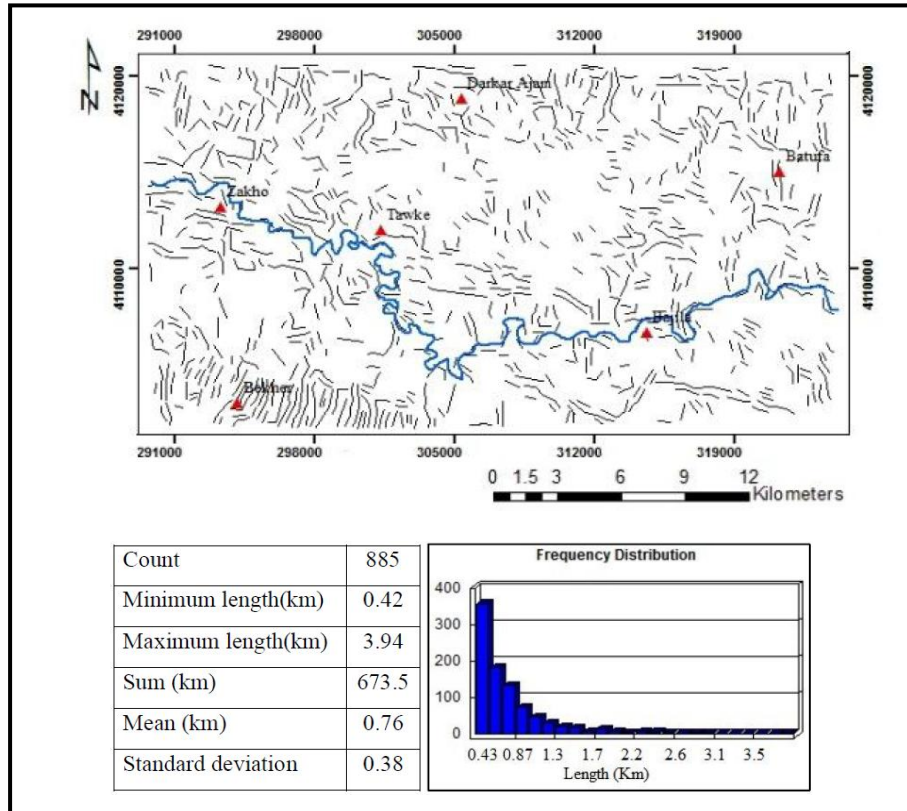 291000 298000 305000 312000 319000
N
4120000 4120000
Darkar Ajam
Batufa
Zakho
Tawke
4110000 4110000
Bekher
291000 298000 305000 312000 319000
0 1.5 3 6 9 12
Kilometers
Count 885
Minimum length(km) 0.42
Maximum length(km) 3.94
Sum (km) 673.5
Mean (km) 0.76
Standard deviation 0.38
Frequency Distribution
400
300
200
100
0
0.43 0.87 1.3 1.7 2.2 2.6 3.1 3.5
Length (Km)